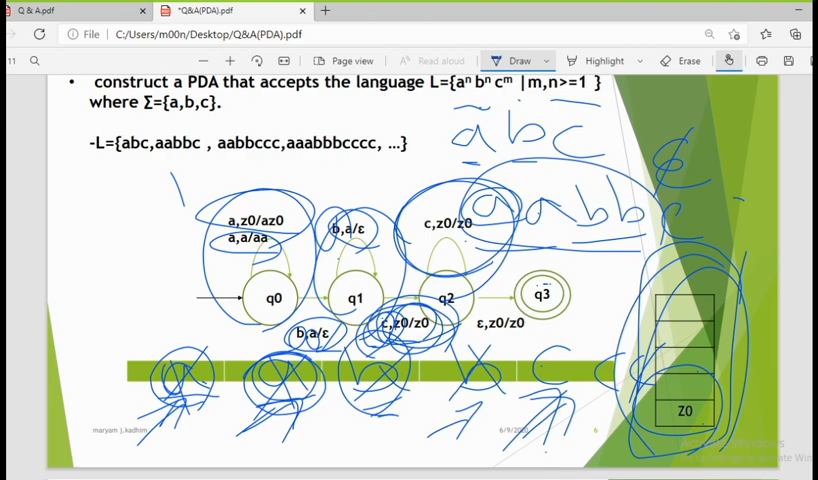 Q & A.pdf
*Q&A(PDA).pdf
File
C:/Users/m00n/Desktop/Q&A(PDA).pdf
11
Page view
Read aloud
Draw
Highlight
Erase
• construct a PDA that accepts the language L={aⁿ bⁿ cᵐ |m,n>=1 }
where Σ={a,b,c}.
-L={abc,aabbc , aabbccc,aaabbbcccc, ...}
a b c
a a b b c
a,z0/az0
a,a/aa
b,a/ε
c,z0/z0
q0
q1
q2
q3
b,a/ε
c,z0/z0
ε,z0/z0
Z0
maryam j.kadhim
6/9/2020
6